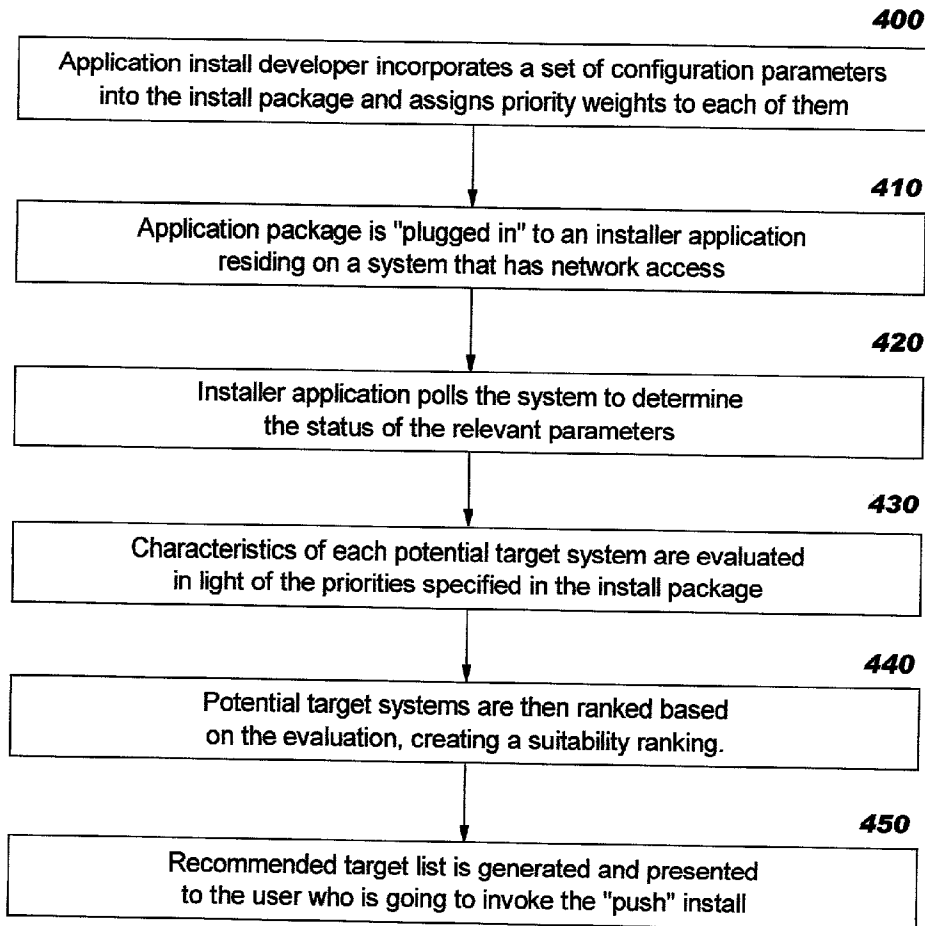 400
Application install developer incorporates a set of configuration parameters
into the install package and assigns priority weights to each of them
410
Application package is "plugged in" to an installer application
residing on a system that has network access
420
Installer application polls the system to determine
the status of the relevant parameters
430
Characteristics of each potential target system are evaluated
in light of the priorities specified in the install package
440
Potential target systems are then ranked based
on the evaluation, creating a suitability ranking.
450
Recommended target list is generated and presented
to the user who is going to invoke the "push" install